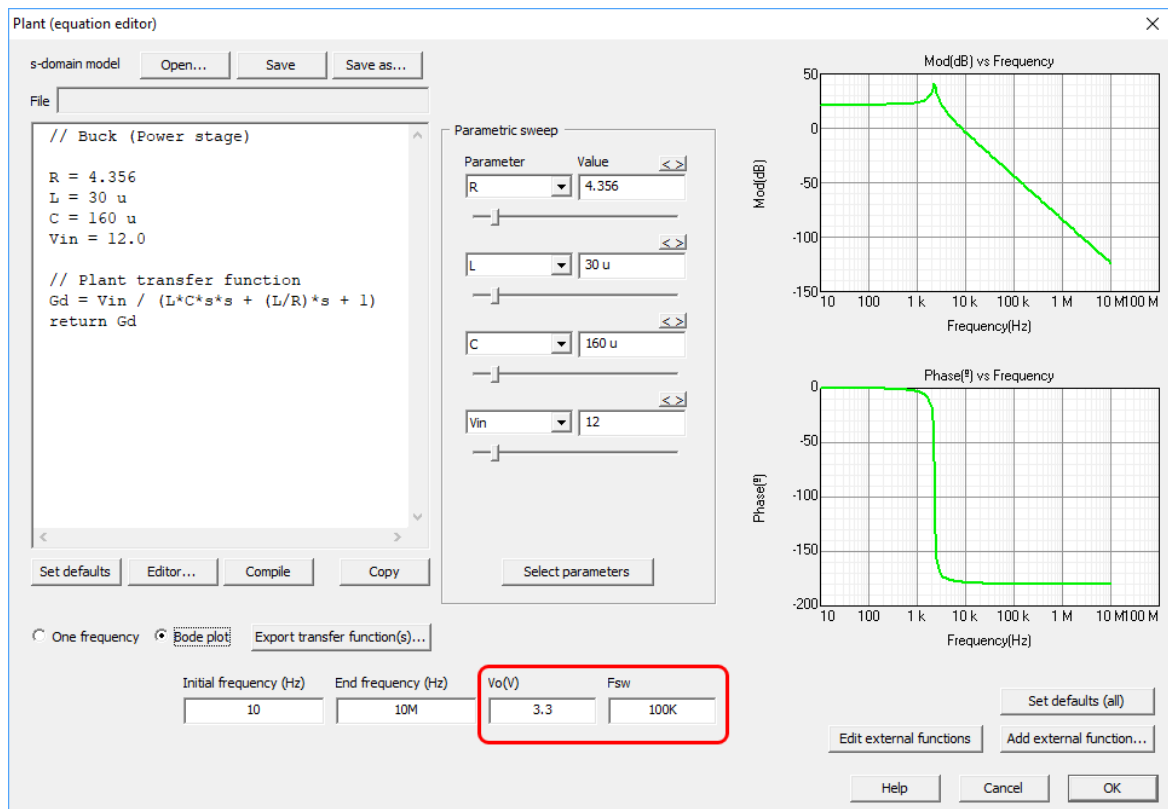 Plant (equation editor)
s-domain model Open... Save Save as...
File
// Buck (Power stage)
R = 4.356
L = 30 u
C = 160 u
Vin = 12.0
// Plant transfer function
Gd = Vin / (L*C*s*s + (L/R)*s + 1)
return Gd
Set defaults Editor... Compile Copy
Parametric sweep
Parameter Value < >
R 4.356
< >
L 30 u
< >
C 160 u
< >
Vin 12
Select parameters
One frequency Bode plot Export transfer function(s)...
Initial frequency (Hz) End frequency (Hz) Vo(V) Fsw
10 10M 3.3 100K
Mod(dB) vs Frequency
Mod(dB)
50
0
-50
-100
-150
10 100 1 k 10 k 100 k 1 M 10 M 100 M
Frequency(Hz)
Phase(º) vs Frequency
Phase(º)
0
-50
-100
-150
-200
10 100 1 k 10 k 100 k 1 M 10 M 100 M
Frequency(Hz)
Set defaults (all)
Edit external functions Add external function...
Help Cancel OK